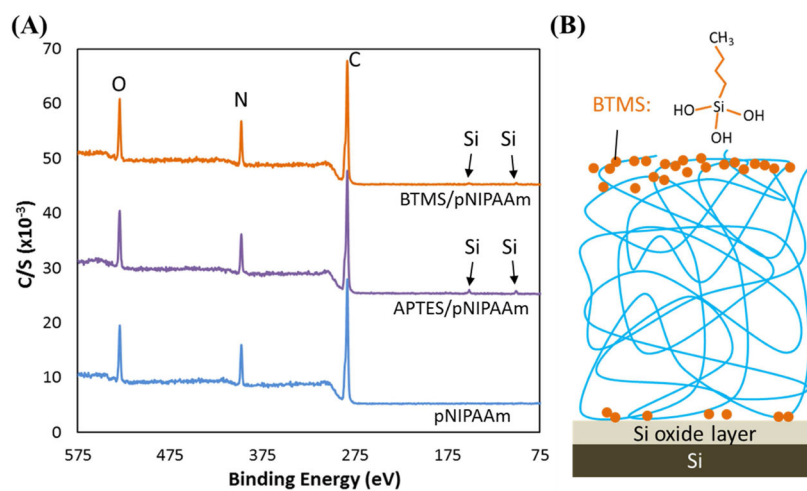 (A)
(B)
70
60
50
40
30
20
10
0
C/S (x10⁻³)
O
N
C
Si
Si
BTMS/pNIPAAm
Si
Si
APTES/pNIPAAm
pNIPAAm
575
475
375
275
175
75
Binding Energy (eV)
CH₃
BTMS:
HO
Si
OH
OH
Si oxide layer
Si